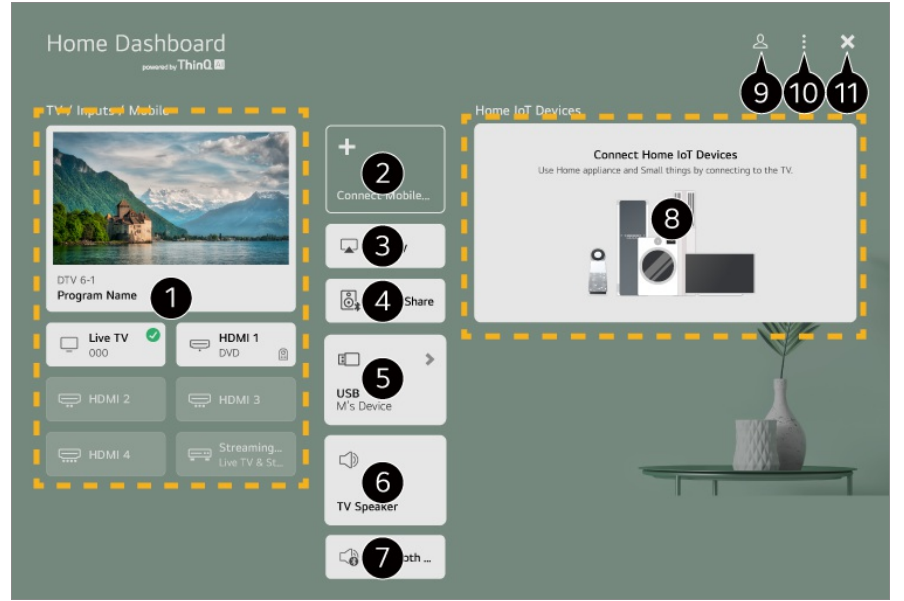 Home Dashboard
powered by ThinQ AI
TV / Inputs / Mobile
DTV 6-1
Program Name
Live TV
000
HDMI 1
DVD
HDMI 2
HDMI 3
HDMI 4
Streaming...
Live TV & St...
1
+
Connect Mobile...
2
3
Share
4
USB
M's Device
5
TV Speaker
6
7
Home IoT Devices
Connect Home IoT Devices
Use Home appliance and Small things by connecting to the TV.
8
9
10
11